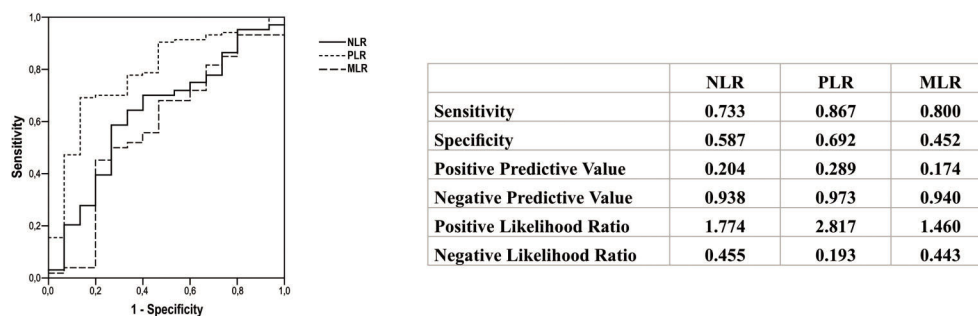 1,0
0,8
0,6
0,4
0,2
0,0
Sensitivity
0,0 0,2 0,4 0,6 0,8 1,0
1 - Specificity
NLR
PLR
MLR
NLR PLR MLR
Sensitivity 0.733 0.867 0.800
Specificity 0.587 0.692 0.452
Positive Predictive Value 0.204 0.289 0.174
Negative Predictive Value 0.938 0.973 0.940
Positive Likelihood Ratio 1.774 2.817 1.460
Negative Likelihood Ratio 0.455 0.193 0.443